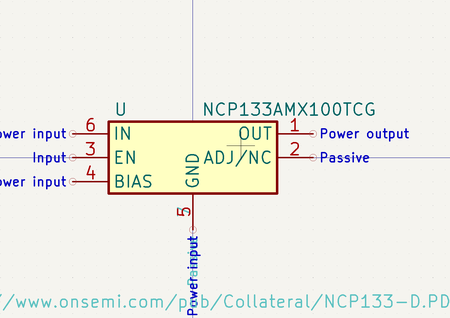 U NCP133AMX100TCG
ower input 6 IN OUT 1 Power output
Input 3 EN ADJ/NC 2 Passive
ower input 4 BIAS GND
5
Power input
/www.onsemi.com/pub/Collateral/NCP133-D.PD